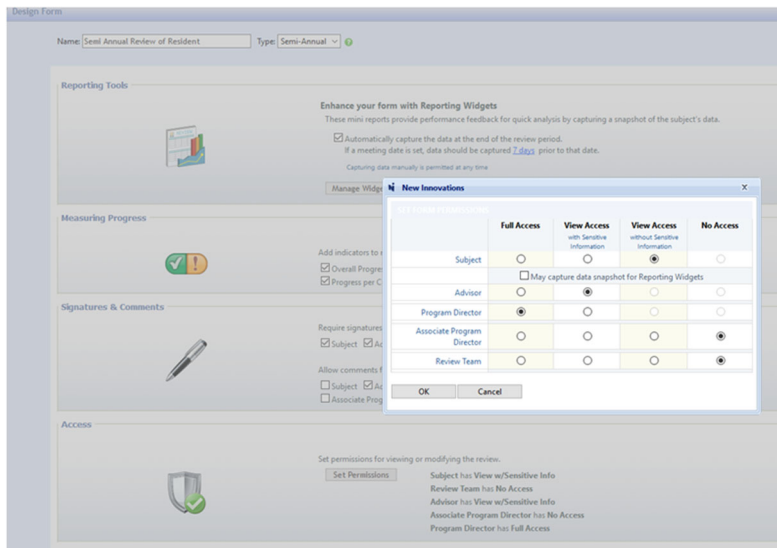 Design Form
Name: Semi Annual Review of Resident Type: Semi-Annual
Reporting Tools
Enhance your form with Reporting Widgets
These mini reports provide performance feedback for quick analysis by capturing a snapshot of the subject's data.
Automatically capture the data at the end of the review period.
If a meeting date is set, data should be captured 7 days prior to that date.
Capturing data manually is permitted at any time
Manage Widge
New Innovations X
SET FORM PERMISSIONS
Full Access View Access View Access No Access
with Sensitive Information without Sensitive Information
Subject
May capture data snapshot for Reporting Widgets
Advisor
Program Director
Associate Program
Director
Review Team
OK Cancel
Measuring Progress
Add indicators to
Overall Progre
Progress per C
Signatures & Comments
Require signatures
Subject
Allow comments f
Subject
Associate Prog
Access
Set permissions for viewing or modifying the review.
Set Permissions
Subject has View w/Sensitive Info
Review Team has No Access
Advisor has View w/Sensitive Info
Associate Program Director has No Access
Program Director has Full Access